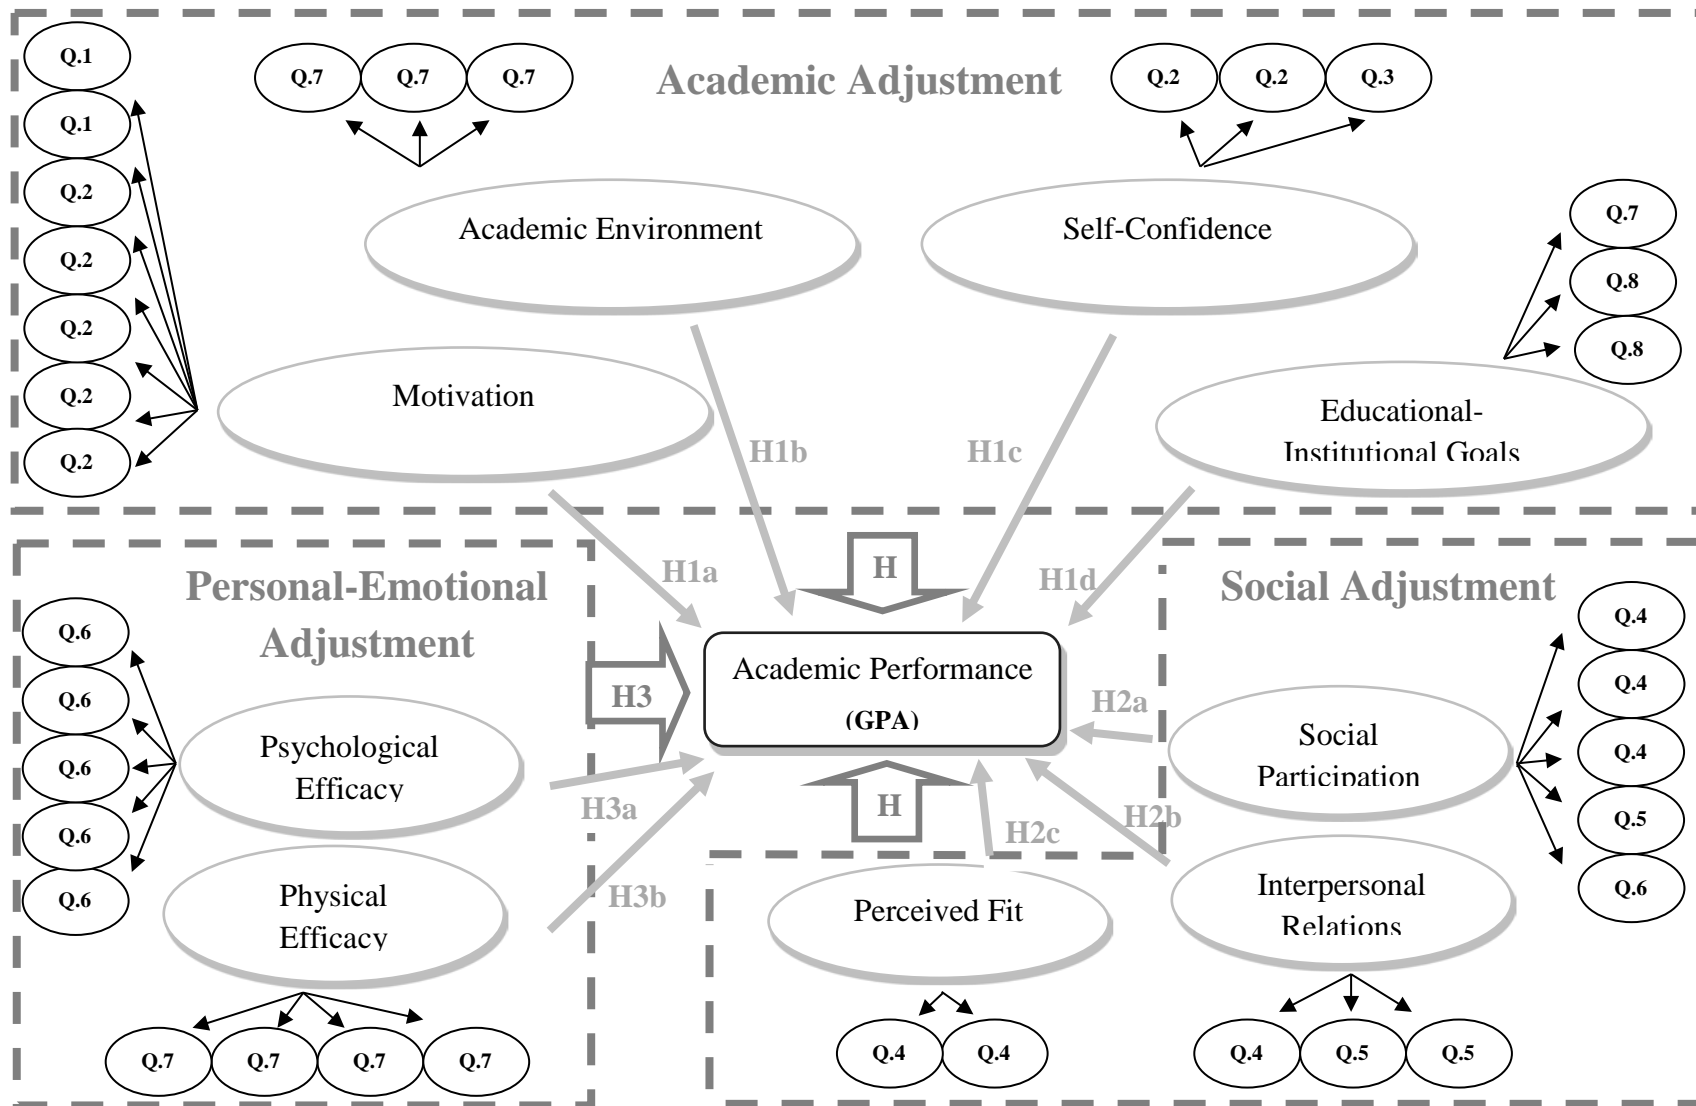 Q.1
Q.1
Q.2
Q.2
Q.2
Q.2
Q.2
Q.7 Q.7 Q.7
Academic Adjustment
Q.2 Q.2 Q.3
Academic Environment
Self-Confidence
Q.7
Q.8
Q.8
Motivation
Educational-
Institutional Goals
H1b
H1c
H1a
H
H1d
Personal-Emotional
Adjustment
Social Adjustment
Q.6
Q.6
Q.6
Q.6
Q.6
H3
Academic Performance
(GPA)
H2a
Q.4
Q.4
Q.4
Q.5
Q.6
Psychological
Efficacy
Social
Participation
H3a
H
H2c
H2b
Physical
Efficacy
H3b
Perceived Fit
Interpersonal
Relations
Q.7 Q.7 Q.7 Q.7
Q.4 Q.4
Q.4 Q.5 Q.5